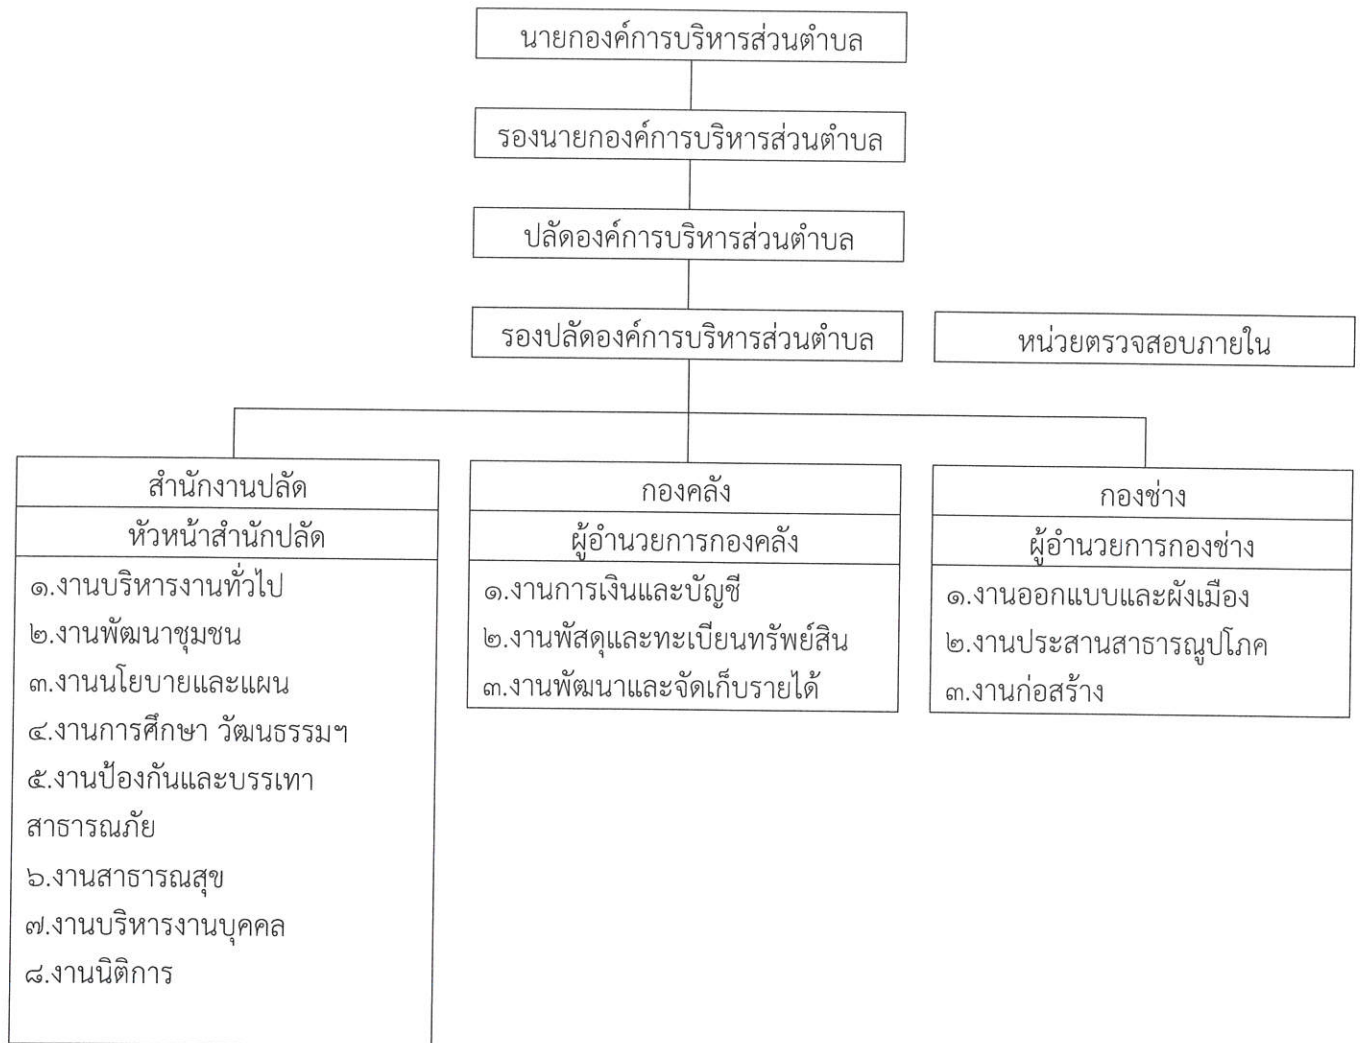 นายกองค์การบริหารส่วนตำบล
รองนายกองค์การบริหารส่วนตำบล
ปลัดองค์การบริหารส่วนตำบล
รองปลัดองค์การบริหารส่วนตำบล
หน่วยตรวจสอบภายใน
สำนักงานปลัด
หัวหน้าสำนักปลัด
๑.งานบริหารงานทั่วไป
๒.งานพัฒนาชุมชน
๓.งานนโยบายและแผน
๔.งานการศึกษา วัฒนธรรมฯ
๕.งานป้องกันและบรรเทา
สาธารณภัย
๖.งานสาธารณสุข
๗.งานบริหารงานบุคคล
๘.งานนิติการ
กองคลัง
ผู้อำนวยการกองคลัง
๑.งานการเงินและบัญชี
๒.งานพัสดุและทะเบียนทรัพย์สิน
๓.งานพัฒนาและจัดเก็บรายได้
กองช่าง
ผู้อำนวยการกองช่าง
๑.งานออกแบบและผังเมือง
๒.งานประสานสาธารณูปโภค
๓.งานก่อสร้าง